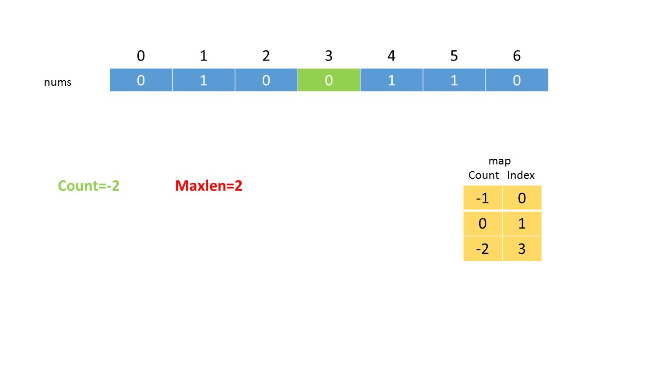 0 1 2 3 4 5 6
nums 0 1 0 0 1 1 0
Count=-2 Maxlen=2
map
Count Index
-1 0
0 1
-2 3